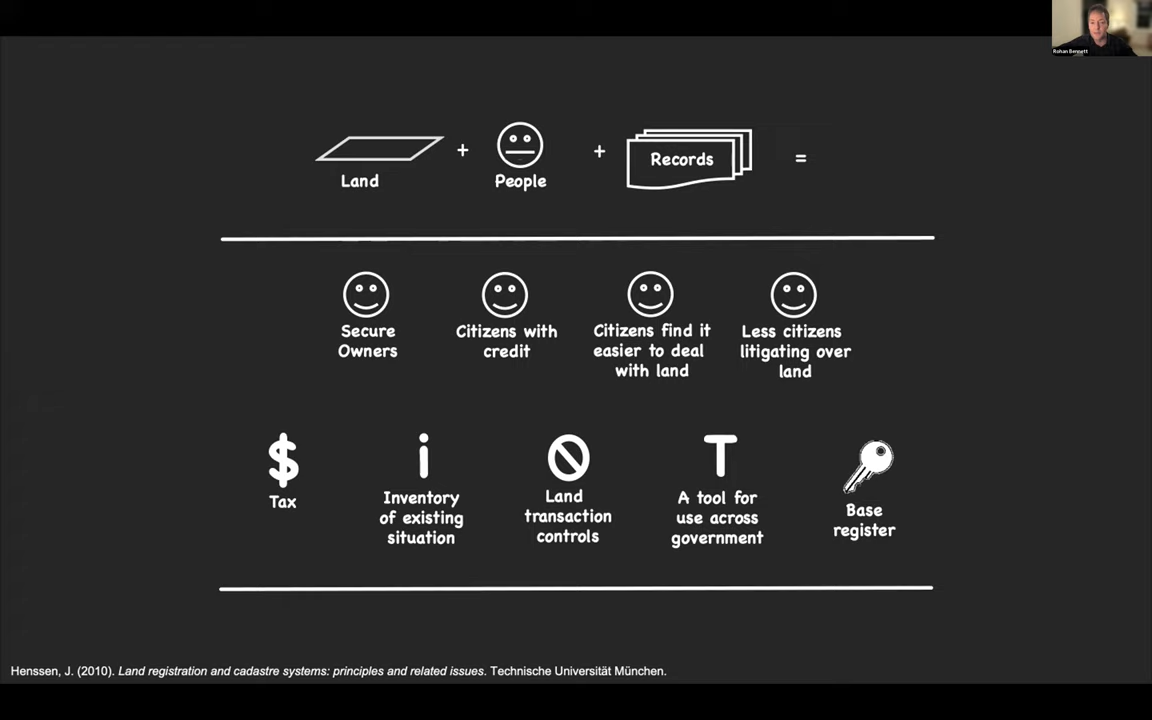 Rohan Bennett
Land + People + Records =
Secure
Owners
Citizens with
credit
Citizens find it
easier to deal
with land
Less citizens
litigating over
land
$
Tax
i
Inventory
of existing
situation
Land
transaction
controls
T
A tool for
use across
government
Base
register
Henssen, J. (2010). Land registration and cadastre systems: principles and related issues. Technische Universität München.